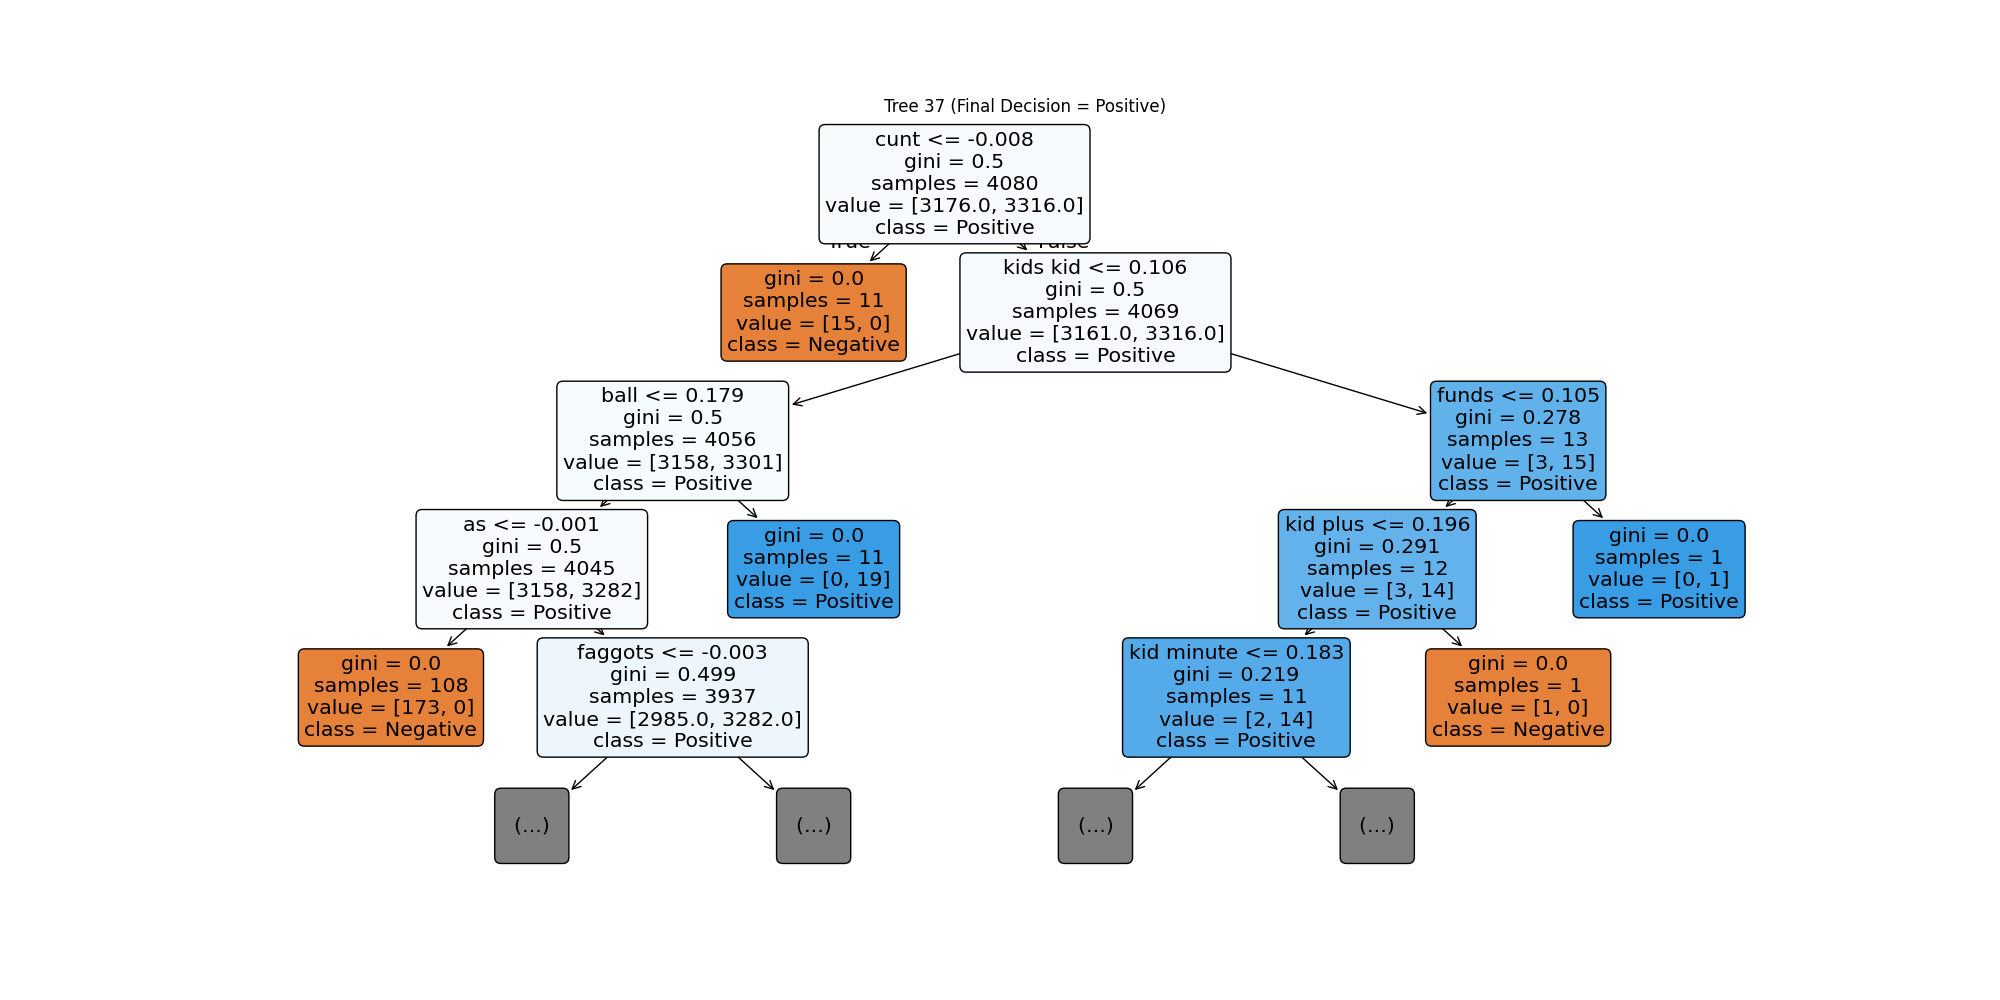 Tree 37 (Final Decision = Positive)
cunt <= -0.008
gini = 0.5
samples = 4080
value = [3176.0, 3316.0]
class = Positive
True
False
gini = 0.0
samples = 11
value = [15, 0]
class = Negative
kids kid <= 0.106
gini = 0.5
samples = 4069
value = [3161.0, 3316.0]
class = Positive
ball <= 0.179
gini = 0.5
samples = 4056
value = [3158, 3301]
class = Positive
funds <= 0.105
gini = 0.278
samples = 13
value = [3, 15]
class = Positive
as <= -0.001
gini = 0.5
samples = 4045
value = [3158, 3282]
class = Positive
gini = 0.0
samples = 11
value = [0, 19]
class = Positive
kid plus <= 0.196
gini = 0.291
samples = 12
value = [3, 14]
class = Positive
gini = 0.0
samples = 1
value = [0, 1]
class = Positive
gini = 0.0
samples = 108
value = [173, 0]
class = Negative
faggots <= -0.003
gini = 0.499
samples = 3937
value = [2985.0, 3282.0]
class = Positive
kid minute <= 0.183
gini = 0.219
samples = 11
value = [2, 14]
class = Positive
gini = 0.0
samples = 1
value = [1, 0]
class = Negative
(...)
(...)
(...)
(...)